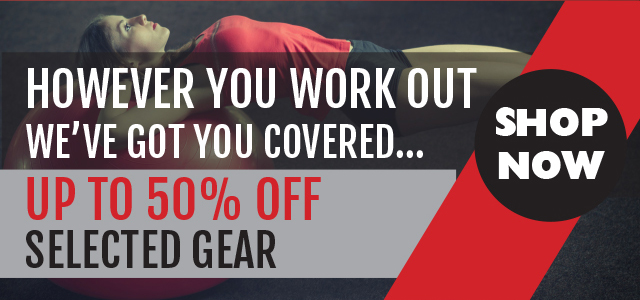 HOWEVER YOU WORK OUT
WE'VE GOT YOU COVERED...
UP TO 50% OFF
SELECTED GEAR
SHOP
NOW